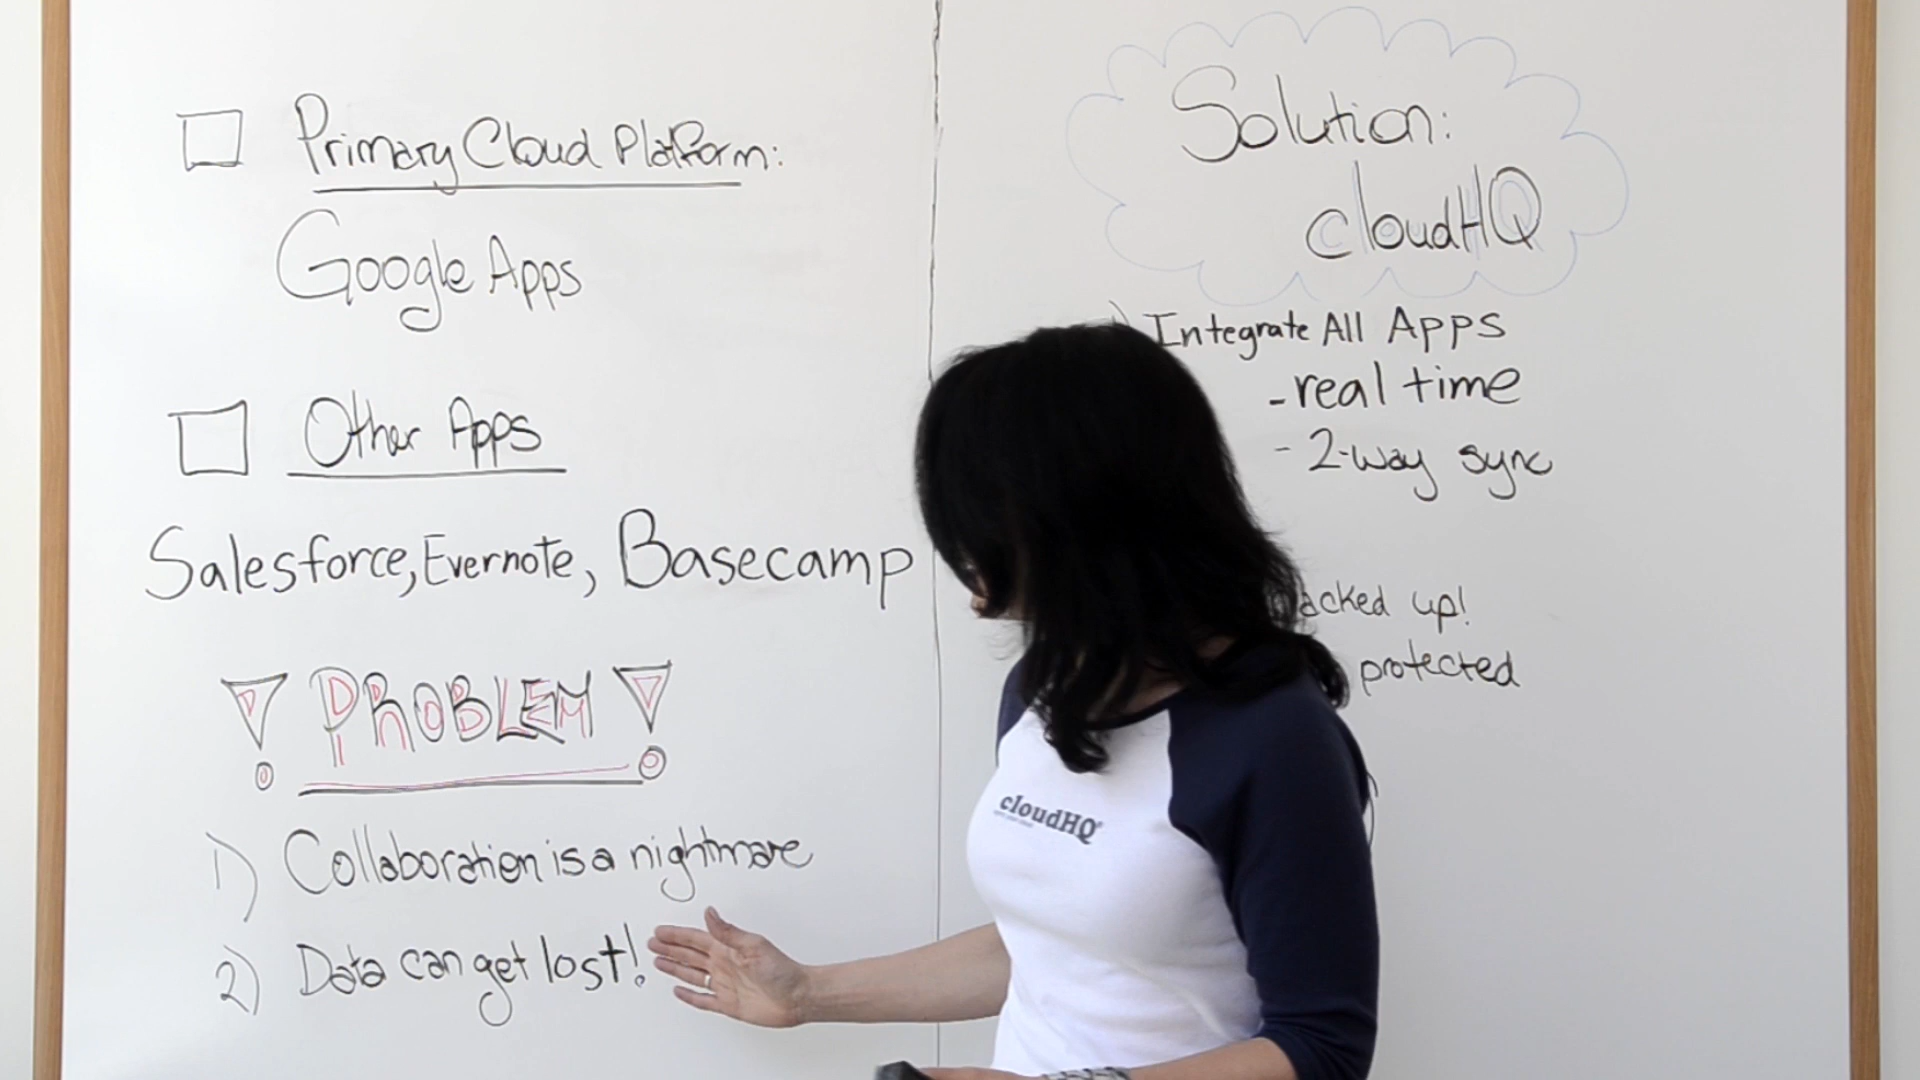 Primary Cloud Platform:
Google Apps
Other Apps
Salesforce, Evernote, Basecamp
PROBLEM
1) Collaboration is a nightmare
2) Data can get lost!
Solution:
cloudHQ
) Integrate All Apps
- real time
- 2-way sync
acked up!
protected
cloudHQ